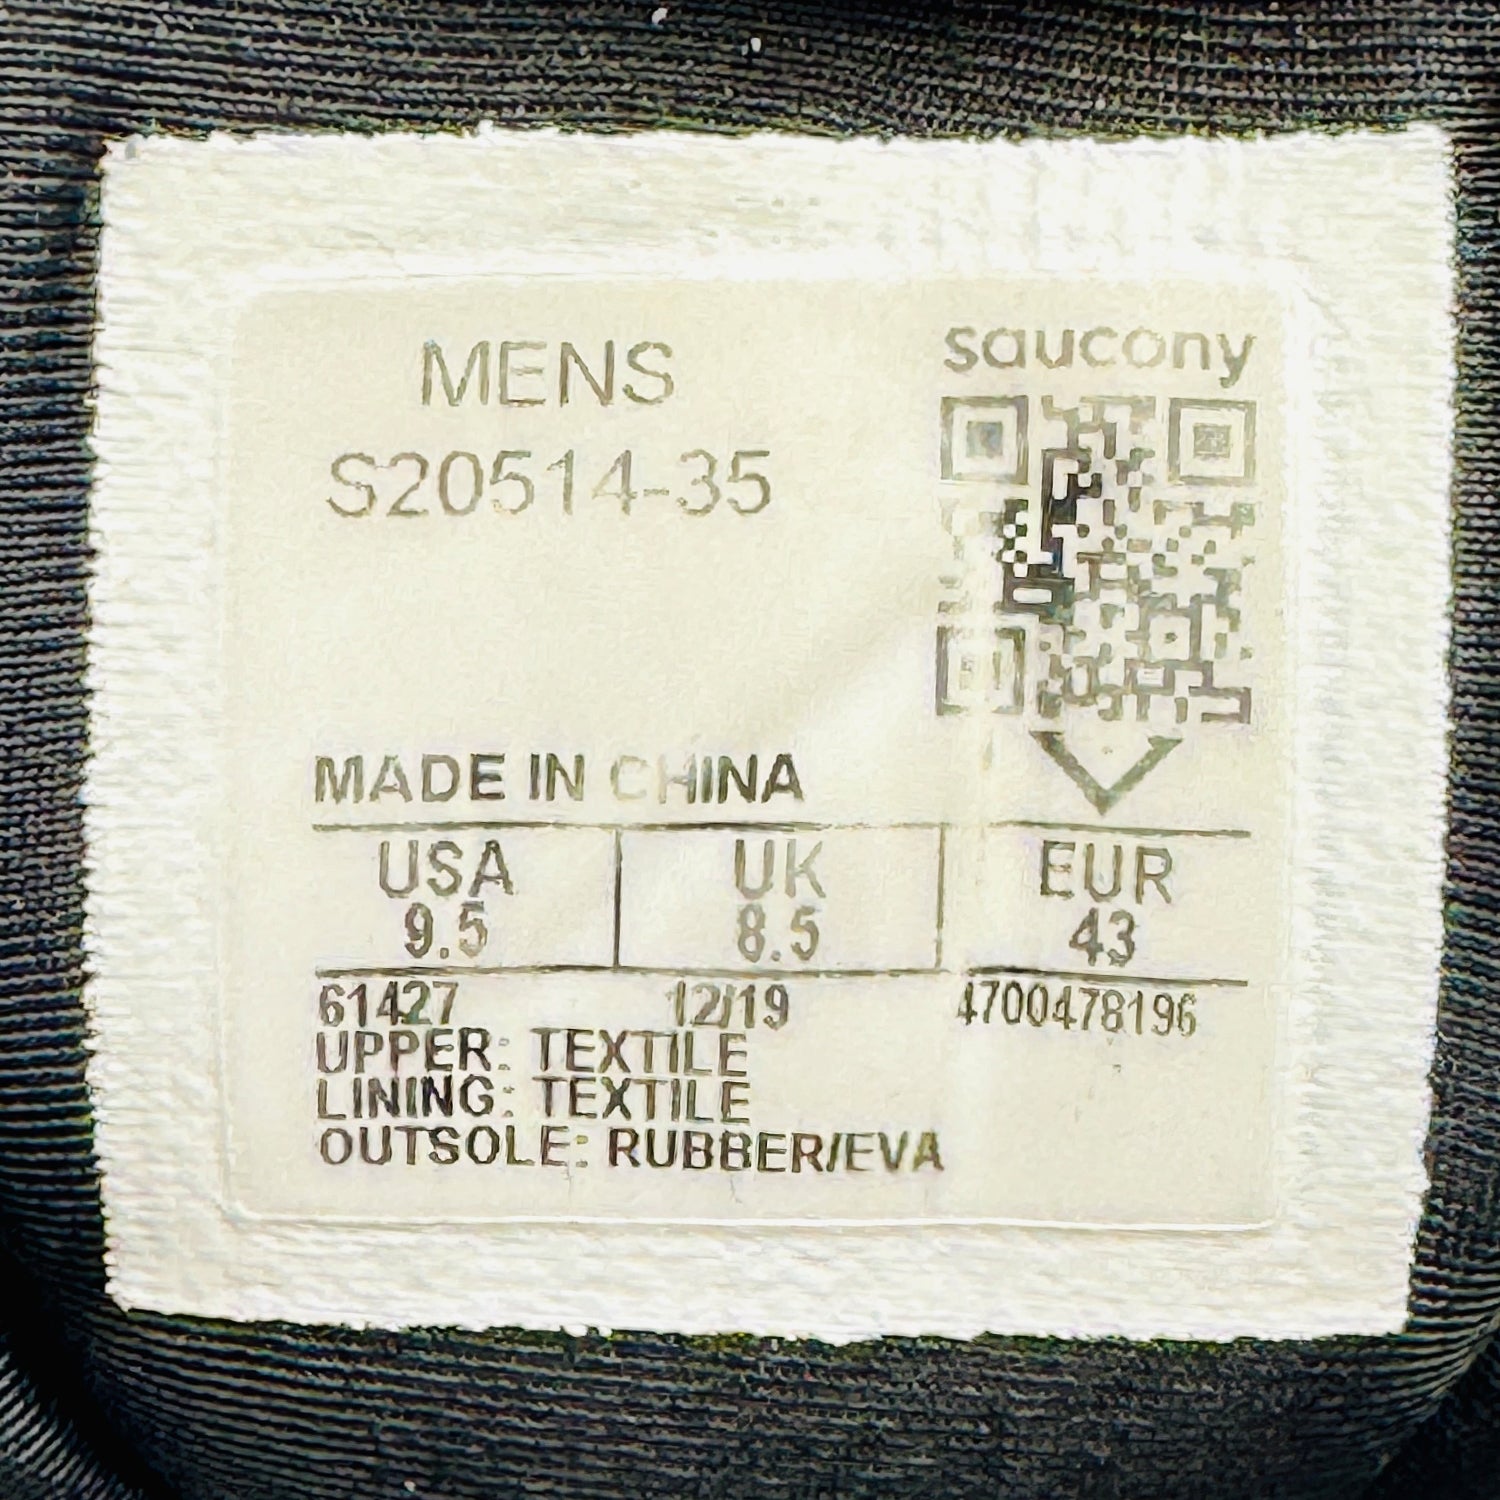 MENS
saucony
S20514-35
MADE IN CHINA
USA UK EUR
9.5 8.5 43
61427 12/19 4700478196
UPPER: TEXTILE
LINING: TEXTILE
OUTSOLE: RUBBER/EVA